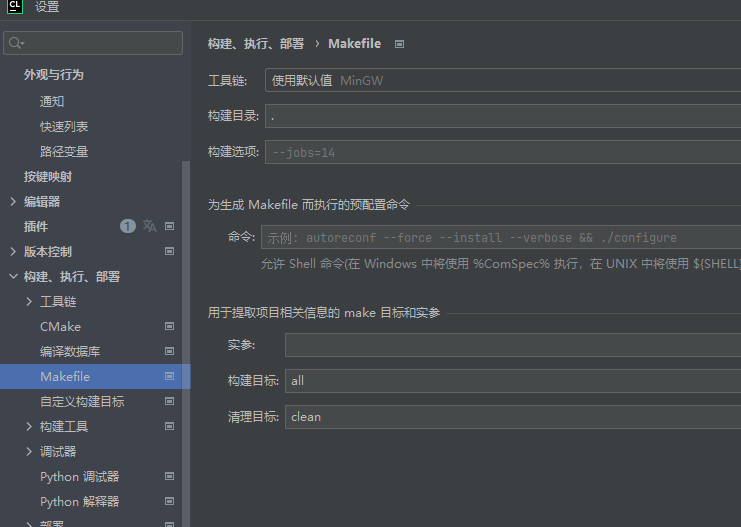 CL 设置
外观与行为
通知
快速列表
路径变量
按键映射
编辑器
插件 1
版本控制
构建、执行、部署
工具链
CMake
编译数据库
Makefile
自定义构建目标
构建工具
调试器
Python 调试器
Python 解释器
部署
构建、执行、部署 › Makefile
工具链: 使用默认值 MinGW
构建目录: .
构建选项: --jobs=14
为生成 Makefile 而执行的预配置命令
命令: 示例: autoreconf --force --install --verbose && ./configure
允许 Shell 命令(在 Windows 中将使用 %ComSpec% 执行，在 UNIX 中将使用 ${SHELL}
用于提取项目相关信息的 make 目标和实参
实参:
构建目标: all
清理目标: clean